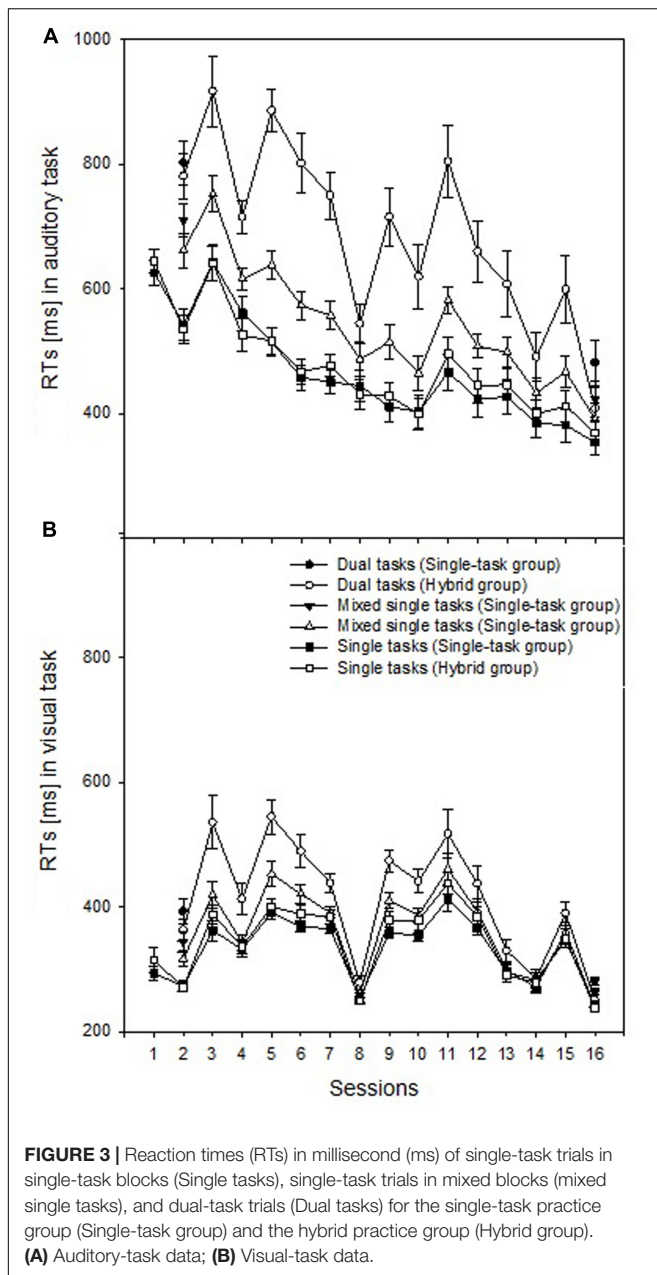 A
1000
800
600
400
RTs [ms] in auditory task
B
Dual tasks (Single-task group)
Dual tasks (Hybrid group)
Mixed single tasks (Single-task group)
Mixed single tasks (Single-task group)
Single tasks (Single-task group)
Single tasks (Hybrid group)
800
600
400
200
RTs [ms] in visual task
1 2 3 4 5 6 7 8 9 10 11 12 13 14 15 16
Sessions
FIGURE 3 | Reaction times (RTs) in millisecond (ms) of single-task trials in
single-task blocks (Single tasks), single-task trials in mixed blocks (mixed
single tasks), and dual-task trials (Dual tasks) for the single-task practice
group (Single-task group) and the hybrid practice group (Hybrid group).
(A) Auditory-task data; (B) Visual-task data.